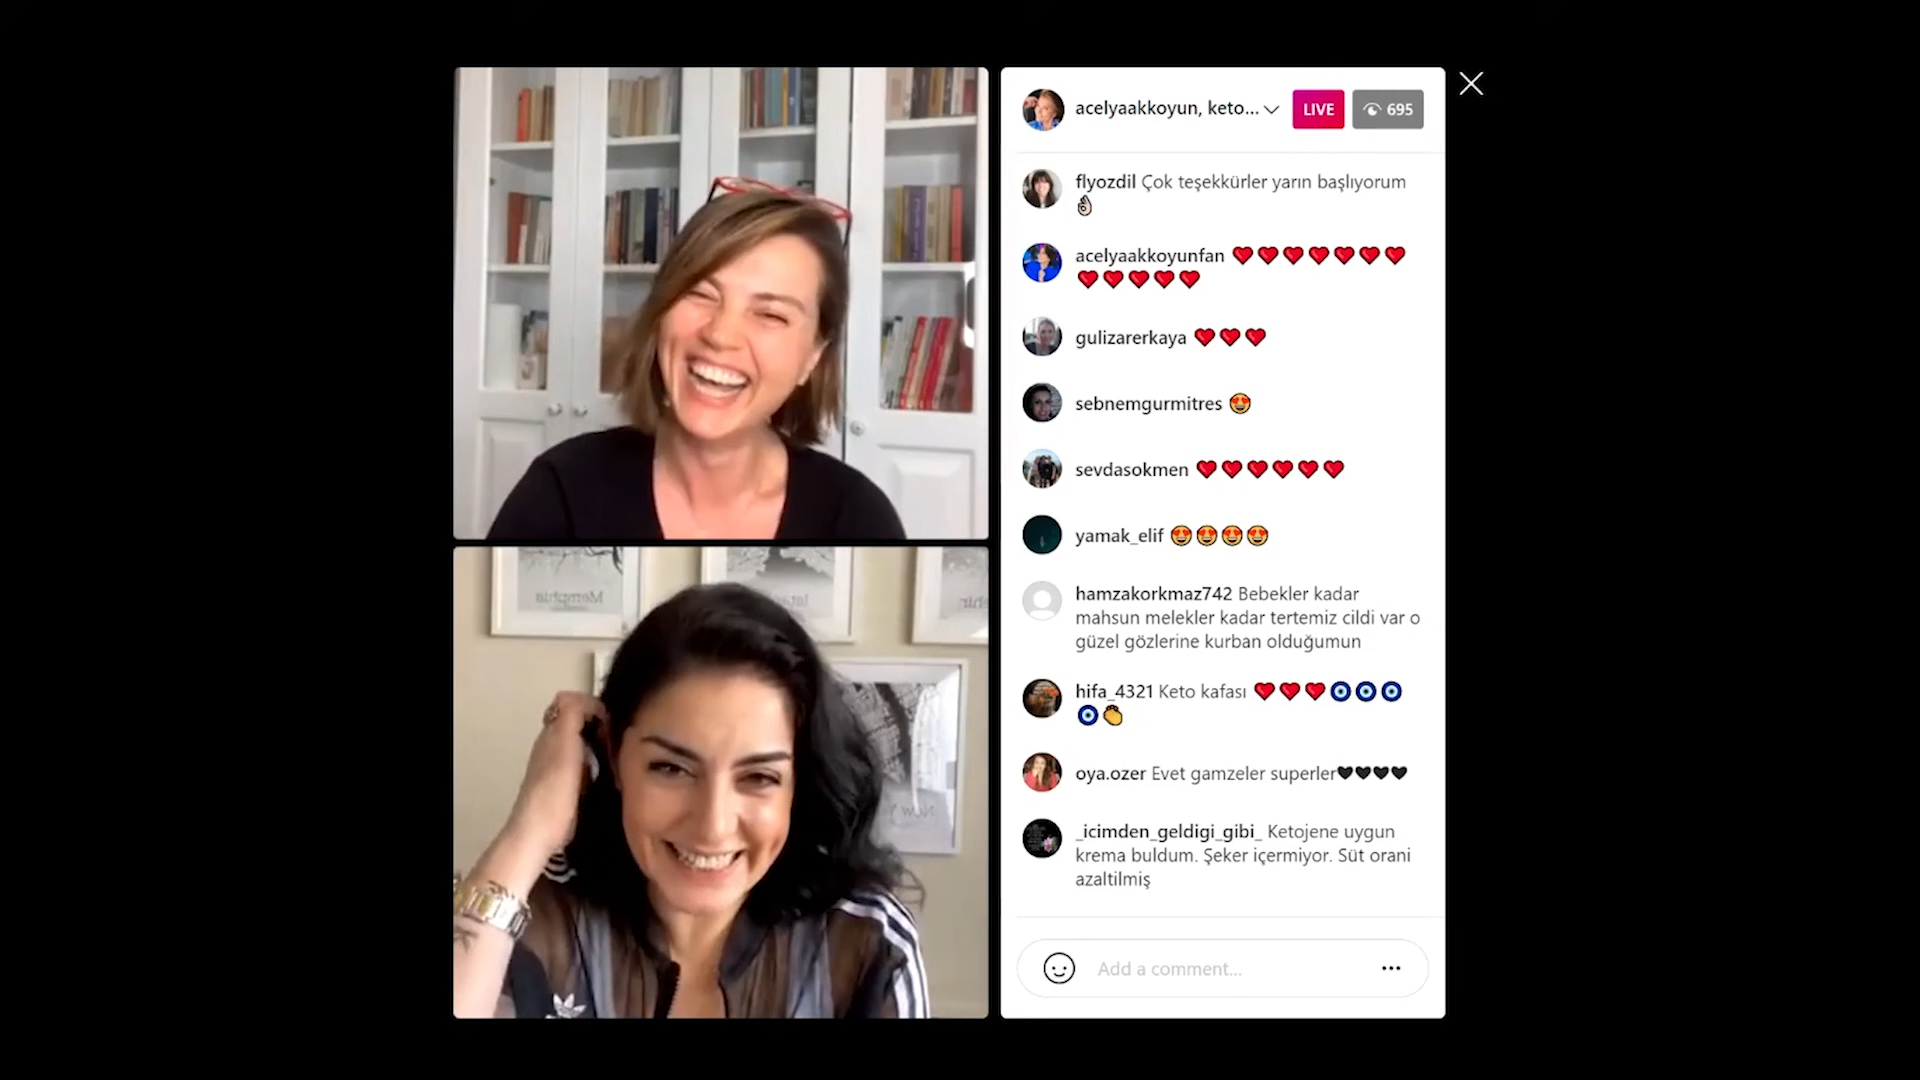 acelyaakkoyun, keto...
LIVE
695
flyozdil Çok teşekkürler yarın başlıyorum
👌🏻
acelyaakkoyunfan ❤❤❤❤❤❤❤
❤❤❤❤❤
gulizarerkaya ❤❤❤
sebnemgurmitres 😍
sevdasokmen ❤❤❤❤❤❤
yamak_elif 😍😍😍😍
hamzakorkmaz742 Bebekler kadar
mahsun melekler kadar tertemiz cildi var o
güzel gözlerine kurban olduğumun
hifa_4321 Keto kafası ❤❤❤🧿🧿🧿
🧿👏
oya.ozer Evet gamzeler superler🖤🖤🖤🖤
_icimden_geldigi_gibi_ Ketojene uygun
krema buldum. Şeker içermiyor. Süt orani
azaltilmiş
Add a comment...
Memphis
New Y